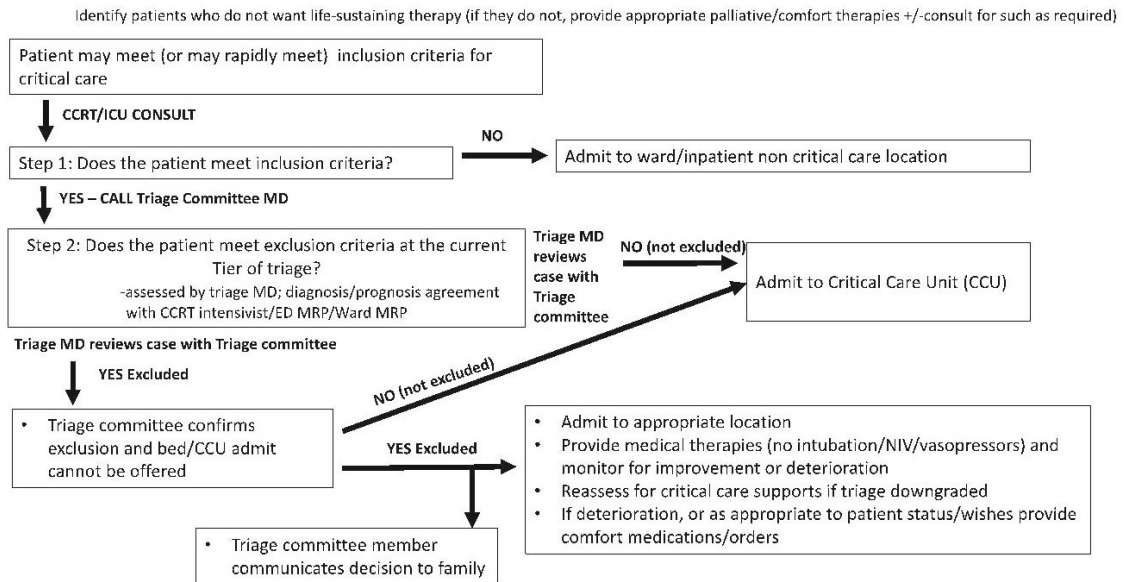 Identify patients who do not want life-sustaining therapy (if they do not, provide appropriate palliative/comfort therapies +/-consult for such as required)
Patient may meet (or may rapidly meet) inclusion criteria for
critical care
CCRT/ICU CONSULT
Step 1: Does the patient meet inclusion criteria?
NO
Admit to ward/inpatient non critical care location
YES – CALL Triage Committee MD
Step 2: Does the patient meet exclusion criteria at the current
Tier of triage?
-assessed by triage MD; diagnosis/prognosis agreement
with CCRT intensivist/ED MRP/Ward MRP
Triage MD
reviews
case with
Triage
committee
NO (not excluded)
Admit to Critical Care Unit (CCU)
Triage MD reviews case with Triage committee
YES Excluded
NO (not excluded)
• Triage committee confirms
exclusion and bed/CCU admit
cannot be offered
YES Excluded
• Admit to appropriate location
• Provide medical therapies (no intubation/NIV/vasopressors) and
monitor for improvement or deterioration
• Reassess for critical care supports if triage downgraded
• If deterioration, or as appropriate to patient status/wishes provide
comfort medications/orders
• Triage committee member
communicates decision to family